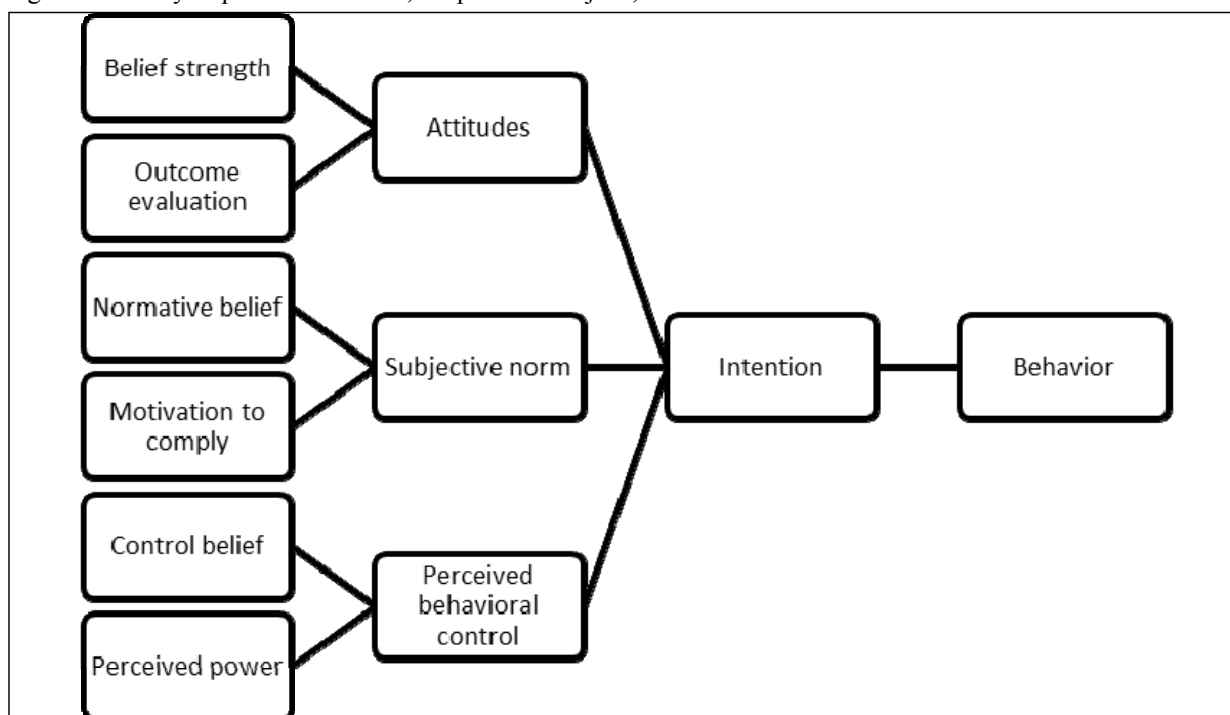 Belief strength
Outcome
evaluation
Attitudes
Normative belief
Motivation to
comply
Subjective norm
Control belief
Perceived power
Perceived
behavioral
control
Intention
Behavior